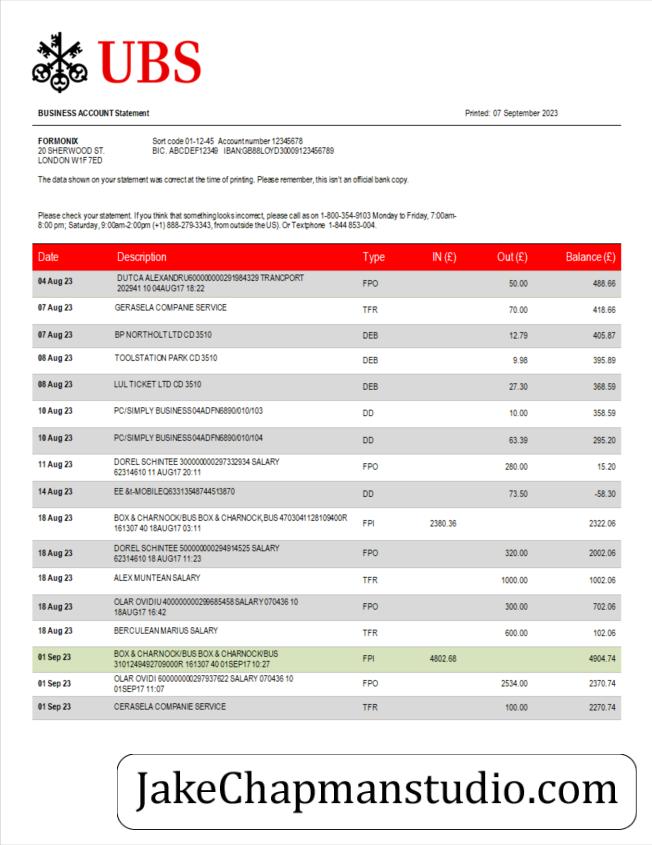 UBS
BUSINESS ACCOUNT Statement Printed: 07 September 2023
FORMONIX Sort code 01-12-45 Account number 12345678
20 SHERWOOD ST. BIC. ABCDEF12349 IBAN:GB88LOYD30009123456789
LONDON W1F 7ED
The data shown on your statement was correct at the time of printing. Please remember, this isn't an official bank copy.
Please check your statement. If you think that something looks incorrect, please call as on 1-800-354-9103 Monday to Friday, 7:00am-
8:00 pm; Saturday, 9:00am-2:00pm (+1) 888-279-3343, from outside the US). Or Textphone 1-844 853-004.
Date Description Type IN (£) Out (£) Balance (£)
04 Aug 23 DUTCA ALEXANDRU600000000291984329 TRANCPORT FPO 50.00 488.66
202941 10 04AUG17 18:22
07 Aug 23 GERASELA COMPANIE SERVICE TFR 70.00 418.66
07 Aug 23 BP NORTHOLT LTD CD 3510 DEB 12.79 405.87
08 Aug 23 TOOLSTATION PARK CD 3510 DEB 9.98 395.89
08 Aug 23 LUL TICKET LTD CD 3510 DEB 27.30 368.59
10 Aug 23 PC/SIMPLY BUSINESS04ADFN6890/010/103 DD 10.00 358.59
10 Aug 23 PC/SIMPLY BUSINESS04ADFN6890/010/104 DD 63.39 295.20
11 Aug 23 DOREL SCHINTEE 300000000297332934 SALARY FPO 280.00 15.20
62314610 11 AUG17 20:11
14 Aug 23 EE &t-MOBILEQ63313548744513870 DD 73.50 -58.30
18 Aug 23 BOX & CHARNOCK/BUS BOX & CHARNOCK,BUS 4703041128109400R FPI 2380.36 2322.06
161307 40 18AUG17 03:11
18 Aug 23 DOREL SCHINTEE 500000000294914525 SALARY FPO 320.00 2002.06
62314610 18 AUG17 11:23
18 Aug 23 ALEX MUNTEAN SALARY TFR 1000.00 1002.06
18 Aug 23 OLAR OVIDIU 400000000299685458 SALARY 070436 10 FPO 300.00 702.06
18AUG17 16:42
18 Aug 23 BERCULEAN MARIUS SALARY TFR 600.00 102.06
01 Sep 23 BOX & CHARNOCK/BUS BOX & CHARNOCK/BUS FPI 4802.68 4904.74
3101249492709000R 161307 40 01SEP17 10:27
01 Sep 23 OLAR OVIDI 600000000297937622 SALARY 070436 10 FPO 2534.00 2370.74
01SEP17 11:07
01 Sep 23 CERASELA COMPANIE SERVICE TFR 100.00 2270.74
JakeChapmanstudio.com